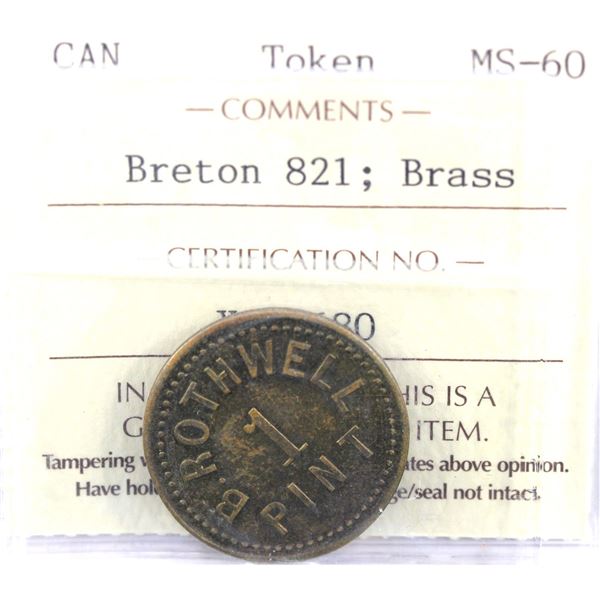 CAN Token MS-60
— COMMENTS —
Breton 821; Brass
— CERTIFICATION NO. —
80
IN HIS IS A
G ITEM.
Tampering ates above opinion.
Have hol e/seal not intact.
B. ROTHWELL
1
PINT